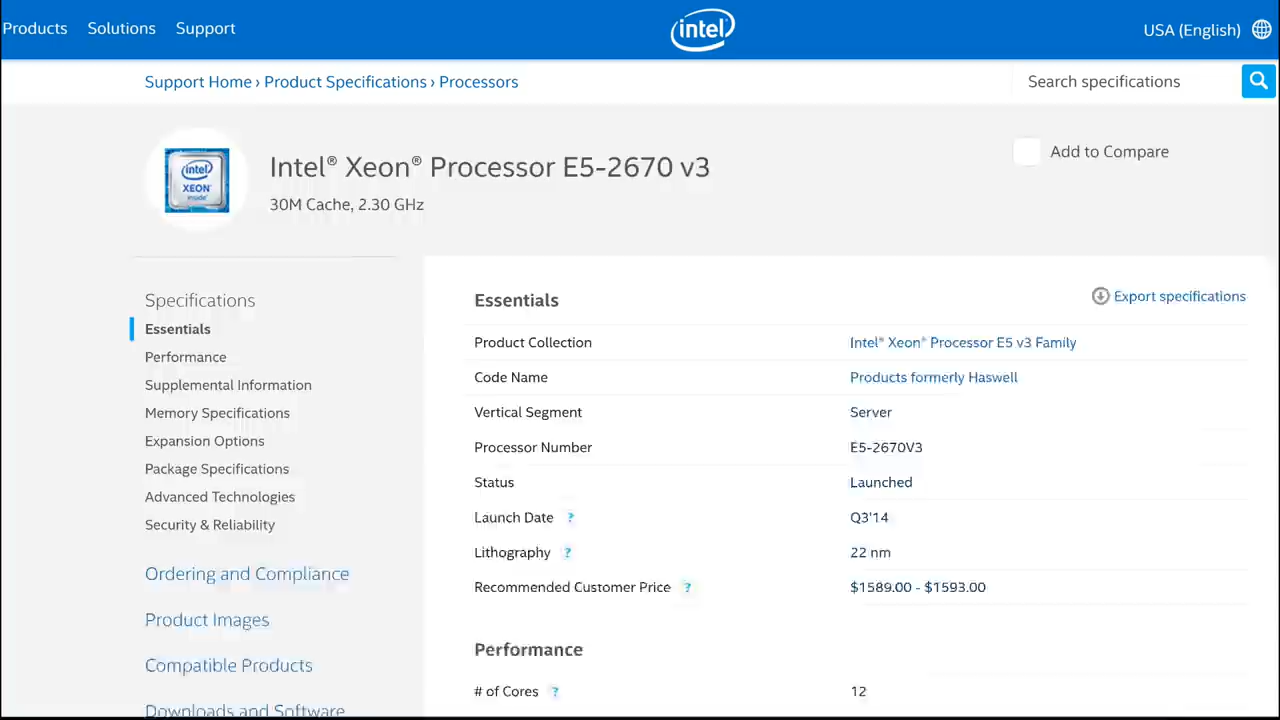 Products Solutions Support
intel
USA (English)
Support Home › Product Specifications › Processors
Search specifications
intel
XEON
inside
Intel® Xeon® Processor E5-2670 v3
30M Cache, 2.30 GHz
Add to Compare
Specifications
Essentials
Performance
Supplemental Information
Memory Specifications
Expansion Options
Package Specifications
Advanced Technologies
Security & Reliability
Ordering and Compliance
Product Images
Compatible Products
Downloads and Software
Essentials
Export specifications
Product Collection Intel® Xeon® Processor E5 v3 Family
Code Name Products formerly Haswell
Vertical Segment Server
Processor Number E5-2670V3
Status Launched
Launch Date ? Q3'14
Lithography ? 22 nm
Recommended Customer Price ? $1589.00 - $1593.00
Performance
# of Cores ? 12